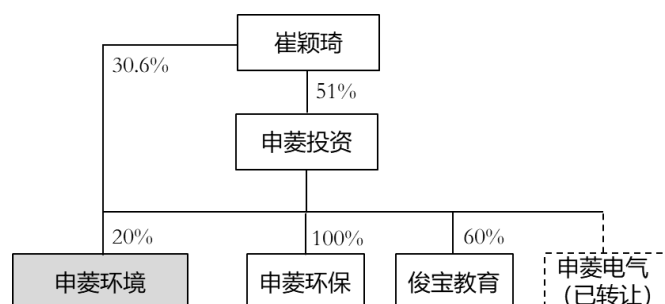 崔颖琦
30.6%
51%
申菱投资
20%
100%
60%
申菱环境
申菱环保
俊宝教育
申菱电气
（已转让）